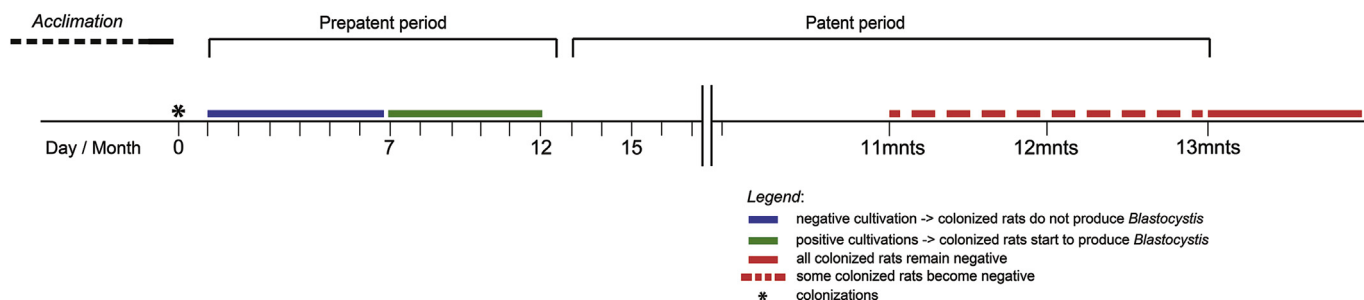 Acclimation
Prepatent period
Patent period
*
Day / Month
0
7
12
15
11mnts
12mnts
13mnts
Legend:
negative cultivation -> colonized rats do not produce Blastocystis
positive cultivations -> colonized rats start to produce Blastocystis
all colonized rats remain negative
some colonized rats become negative
* colonizations